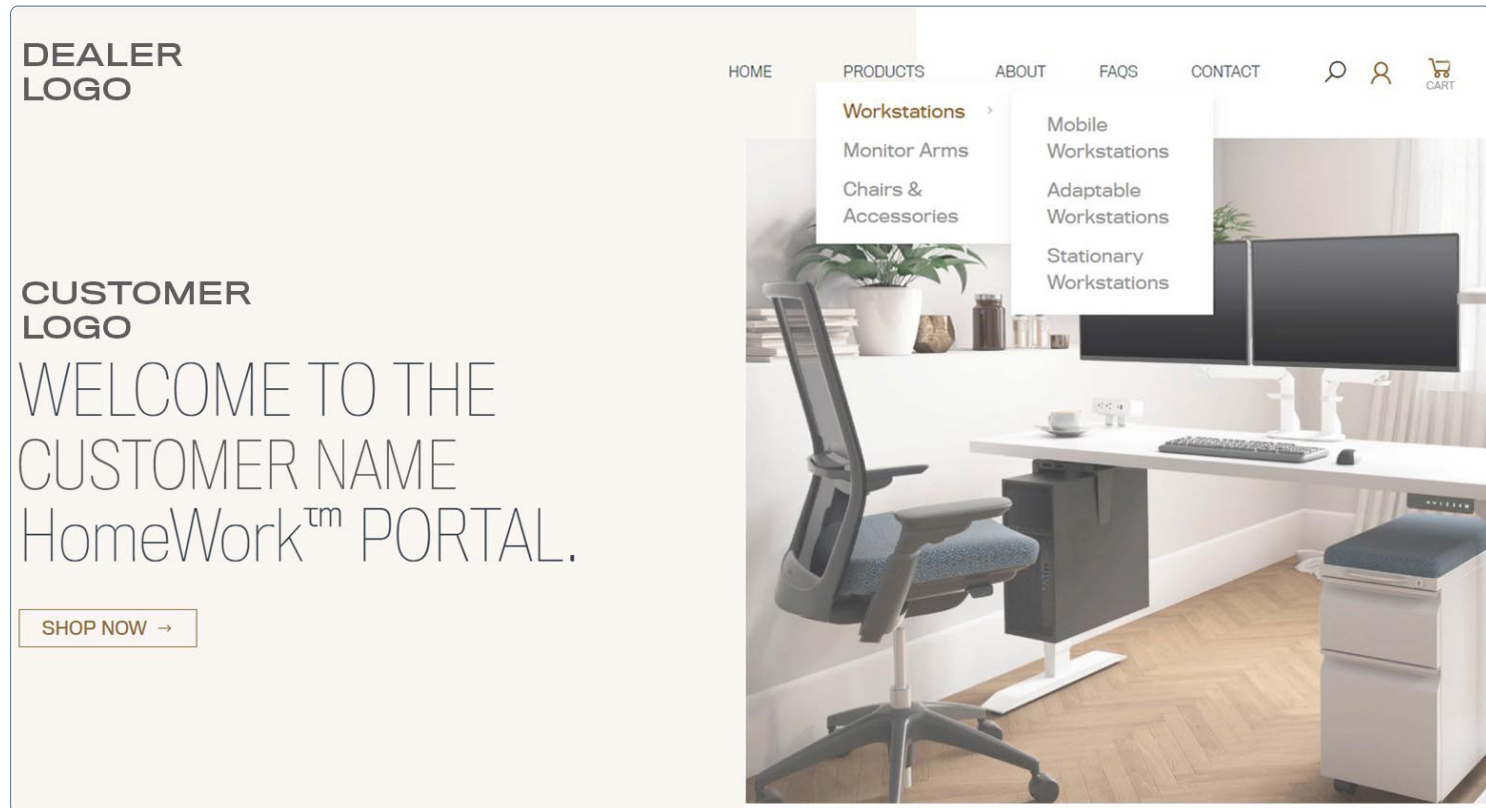 DEALER
LOGO
HOME PRODUCTS ABOUT FAQS CONTACT
CART
Workstations >
Monitor Arms
Chairs &
Accessories
Mobile
Workstations
Adaptable
Workstations
Stationary
Workstations
CUSTOMER
LOGO
WELCOME TO THE
CUSTOMER NAME
HomeWork™ PORTAL.
SHOP NOW →